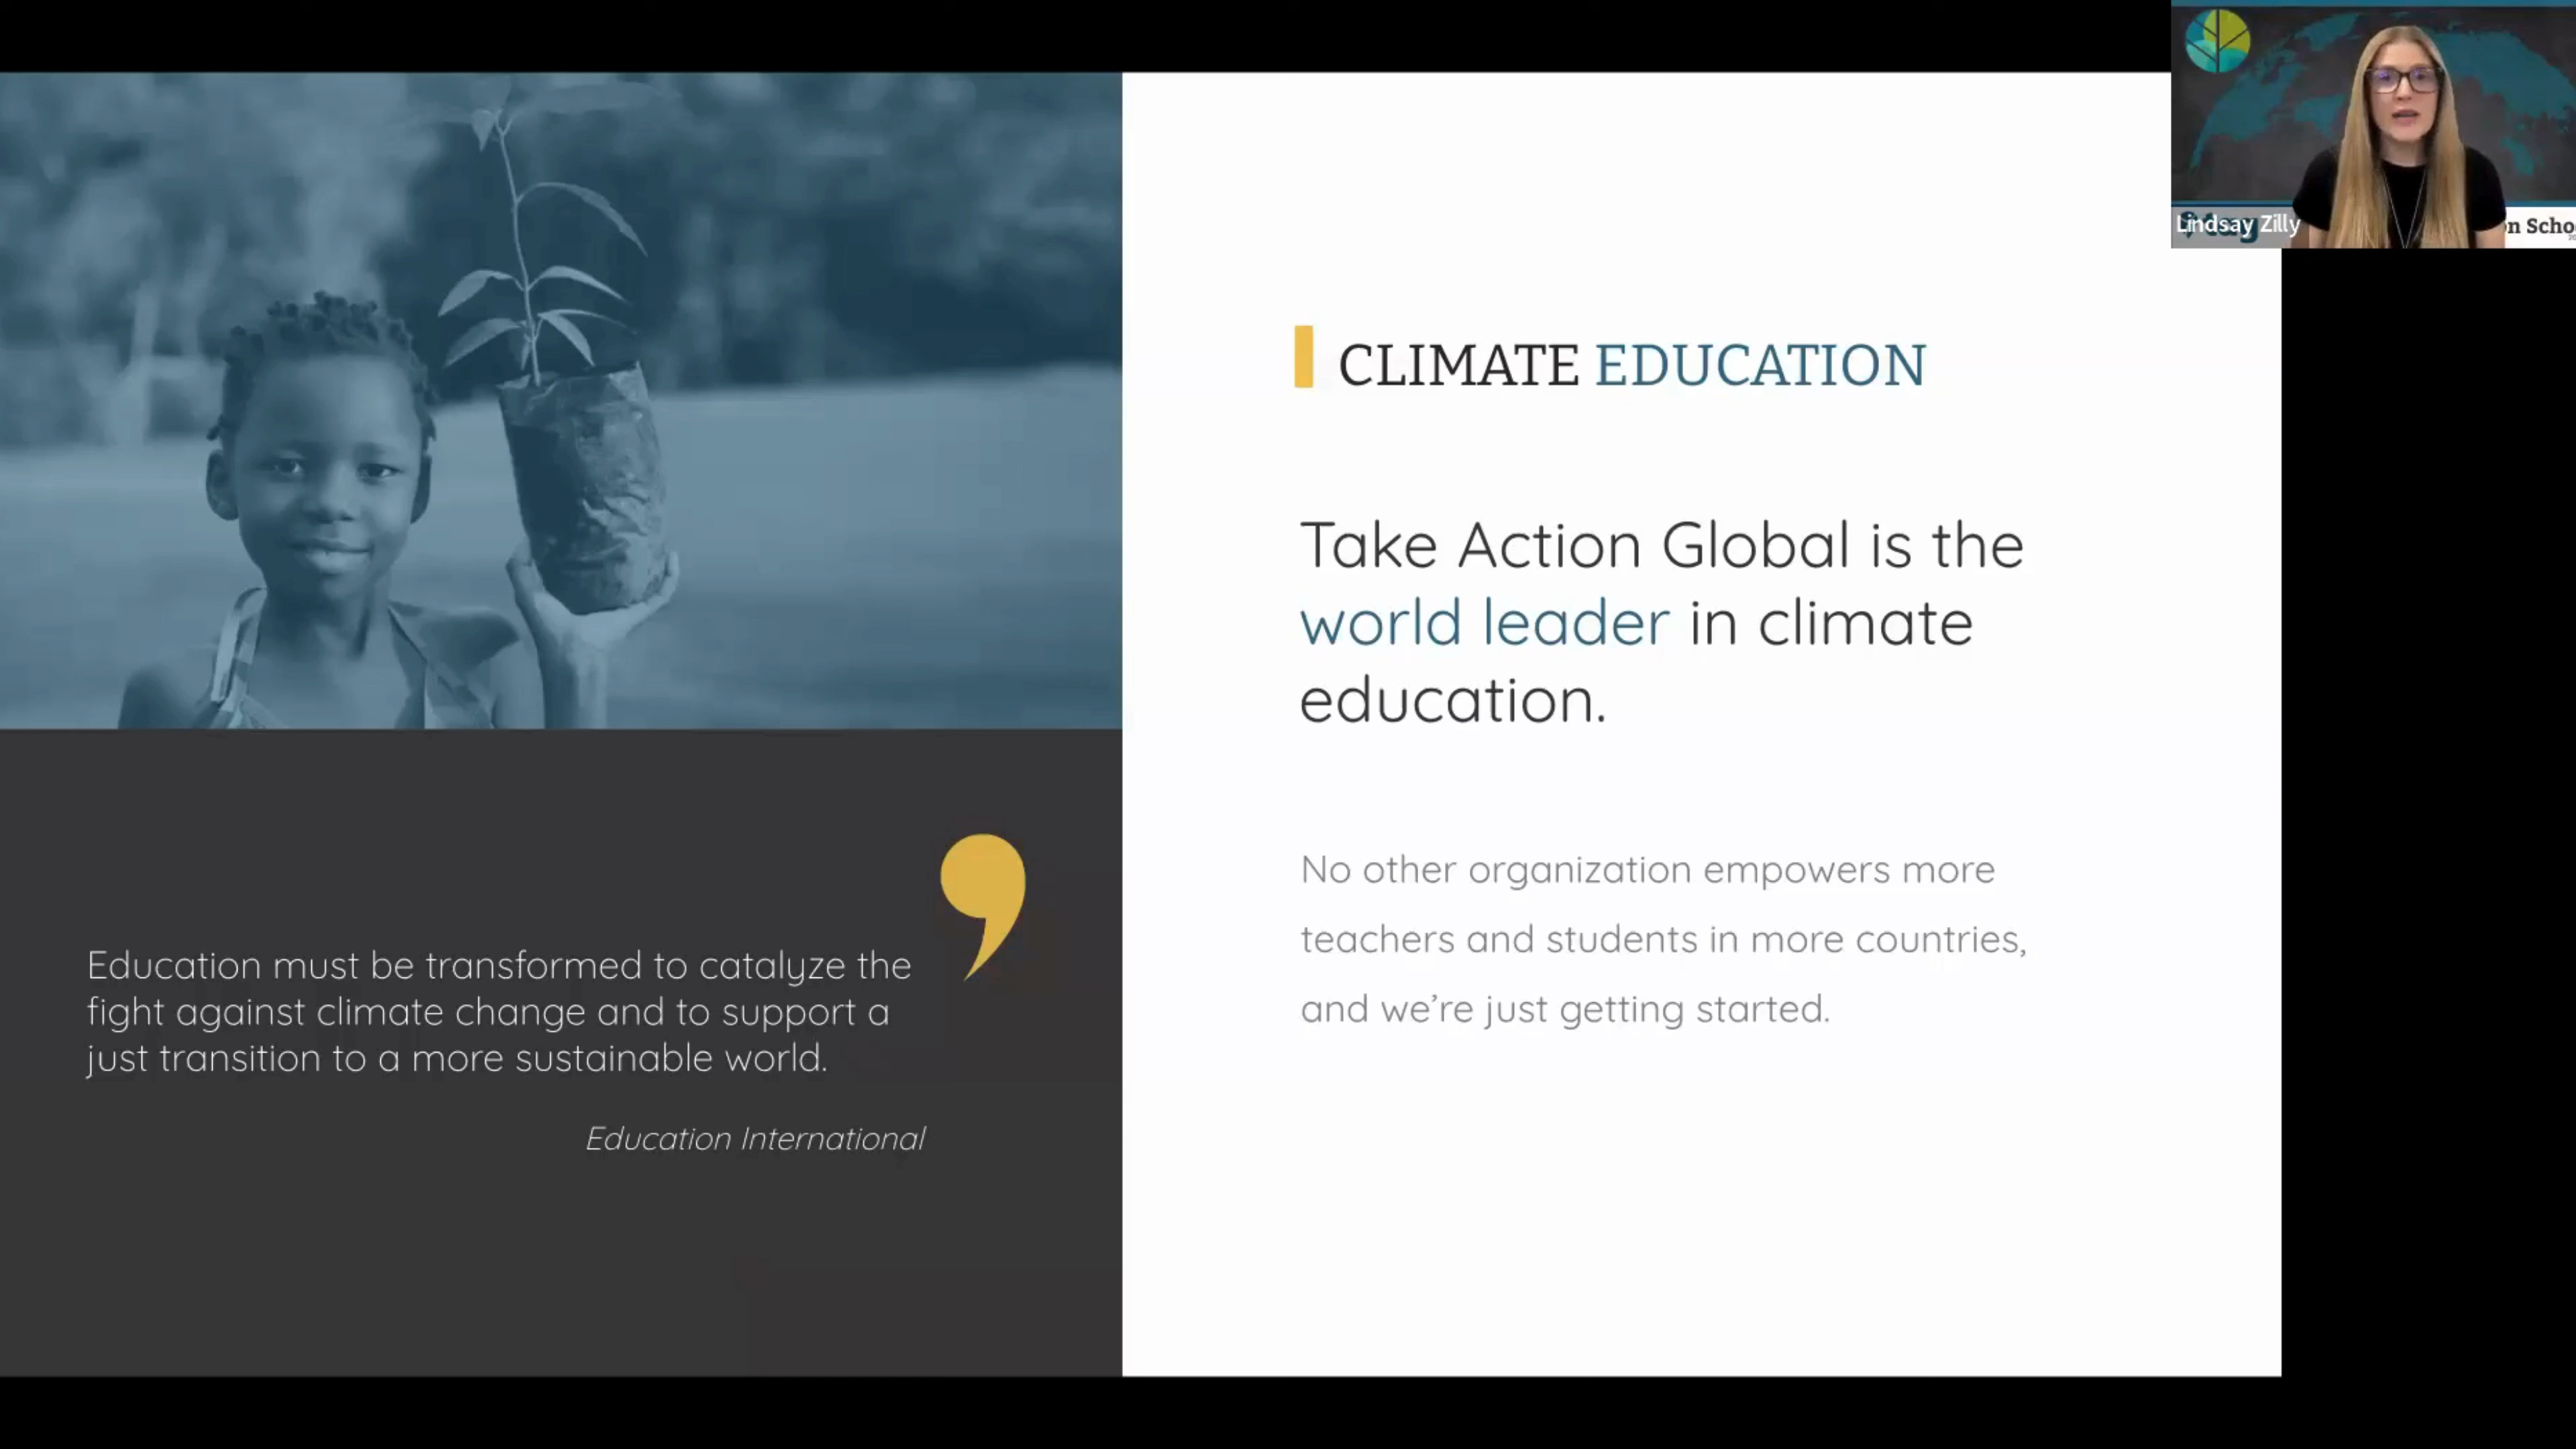 Education must be transformed to catalyze the
fight against climate change and to support a
just transition to a more sustainable world.
Education International
CLIMATE EDUCATION
Take Action Global is the
world leader in climate
education.
No other organization empowers more
teachers and students in more countries,
and we’re just getting started.
Lindsay Zilly